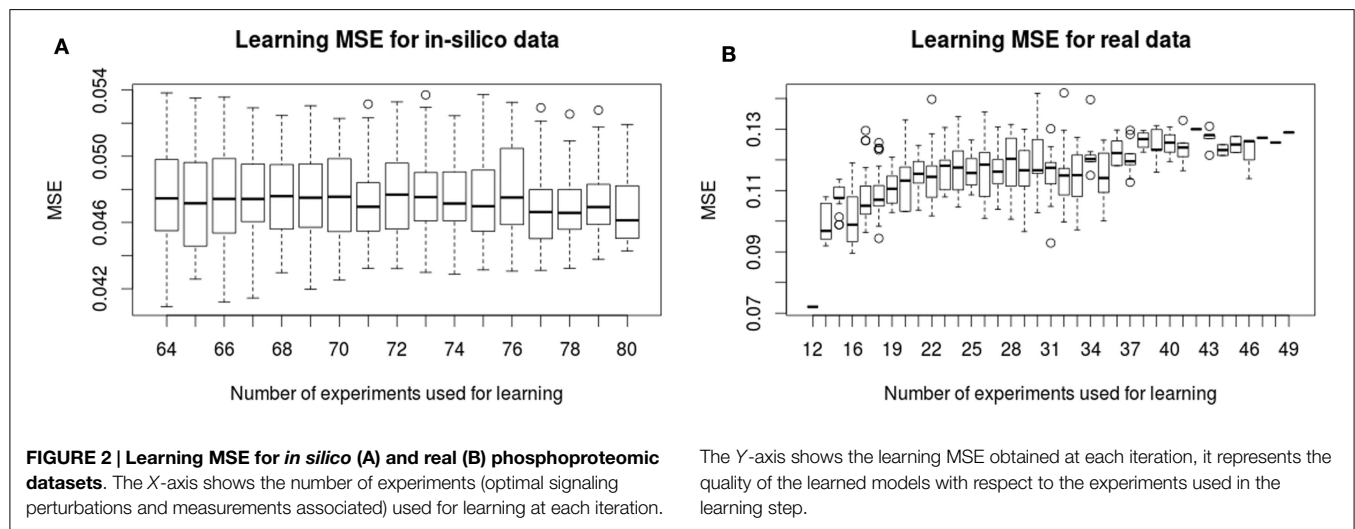 A
Learning MSE for in-silico data
MSE
0.054
0.050
0.046
0.042
64 66 68 70 72 74 76 78 80
Number of experiments used for learning
B
Learning MSE for real data
MSE
0.13
0.11
0.09
0.07
12 16 19 22 25 28 31 34 37 40 43 46 49
Number of experiments used for learning
FIGURE 2 | Learning MSE for in silico (A) and real (B) phosphoproteomic
datasets. The X-axis shows the number of experiments (optimal signaling
perturbations and measurements associated) used for learning at each iteration.
The Y-axis shows the learning MSE obtained at each iteration, it represents the
quality of the learned models with respect to the experiments used in the
learning step.